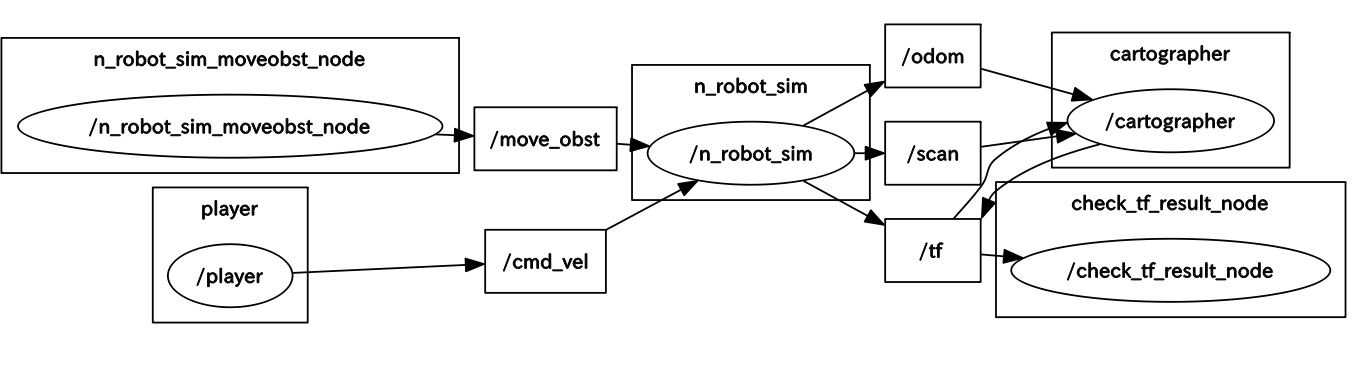 n_robot_sim_moveobst_node
/n_robot_sim_moveobst_node
player
/player
/move_obst
/cmd_vel
n_robot_sim
/n_robot_sim
/odom
/scan
/tf
cartographer
/cartographer
check_tf_result_node
/check_tf_result_node